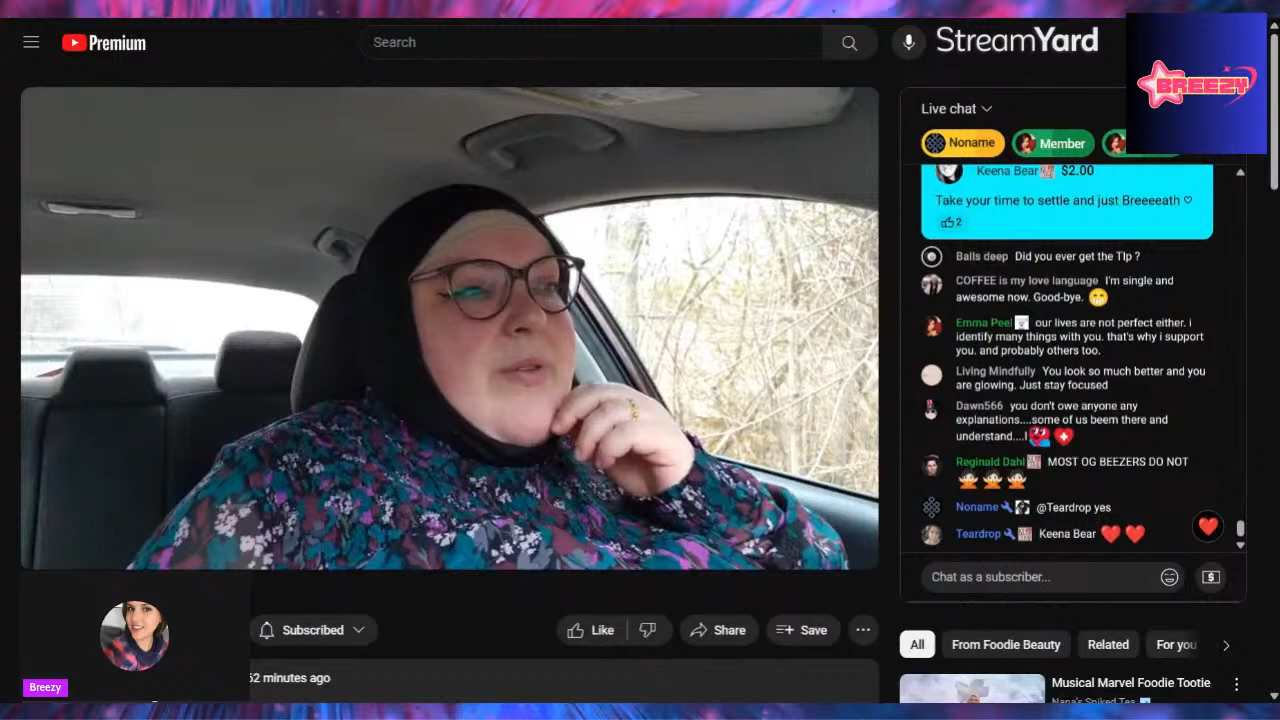 Premium
Search
StreamYard
BREEZY
Live chat
Noname
Member
Keena Bear $2.00
Take your time to settle and just Breeeeath ♡
2
Balls deep Did you ever get the TIp ?
COFFEE is my love language I'm single and
awesome now. Good-bye. 😁
Emma Peel our lives are not perfect either. i
identify many things with you. that's why i support
you. and probably others too.
Living Mindfully You look so much better and you
are glowing. Just stay focused
Dawn566 you don't owe anyone any
explanations....some of us beem there and
understand....I
Reginald Dahl MOST OG BEEZERS DO NOT
Noname @Teardrop yes
Teardrop Keena Bear ❤️ ❤️
Chat as a subscriber...
Subscribed
Like
Share
Save
All
From Foodie Beauty
Related
For you
Breezy
52 minutes ago
Musical Marvel Foodie Tootie
Nana's Spiked Tea